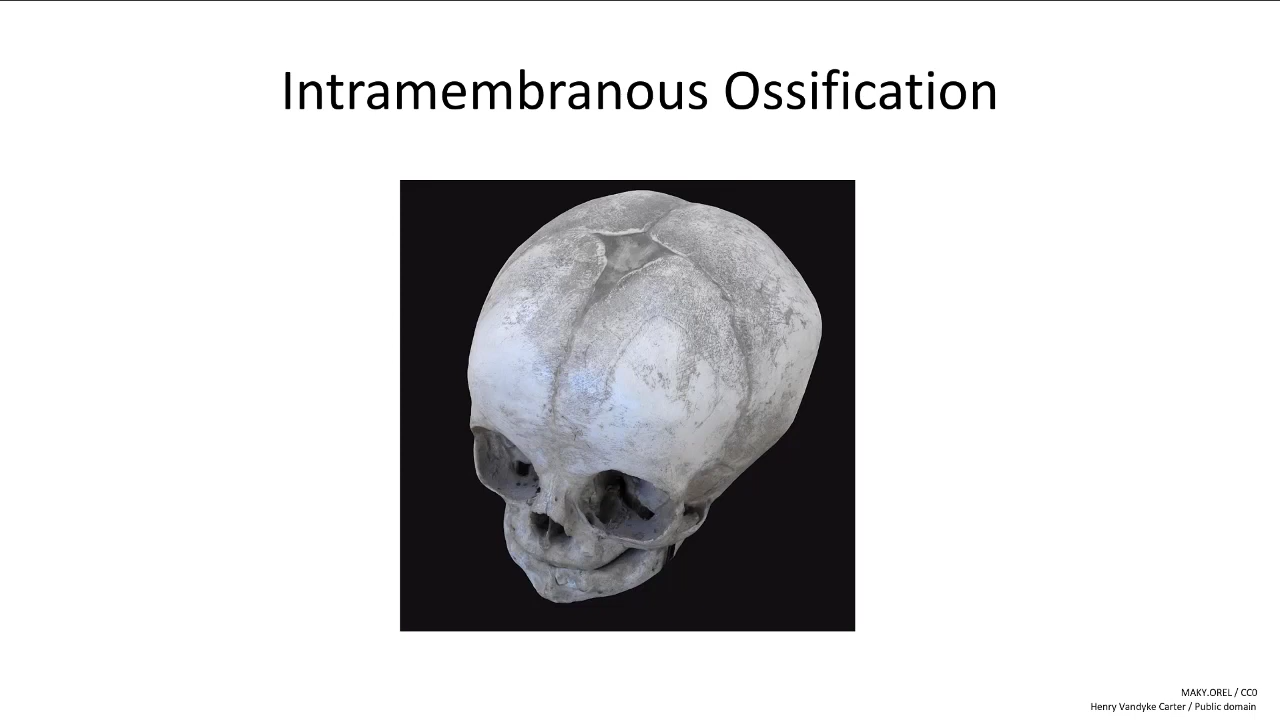 Intramembranous Ossification
MAKY.OREL / CC0
Henry Vandyke Carter / Public domain